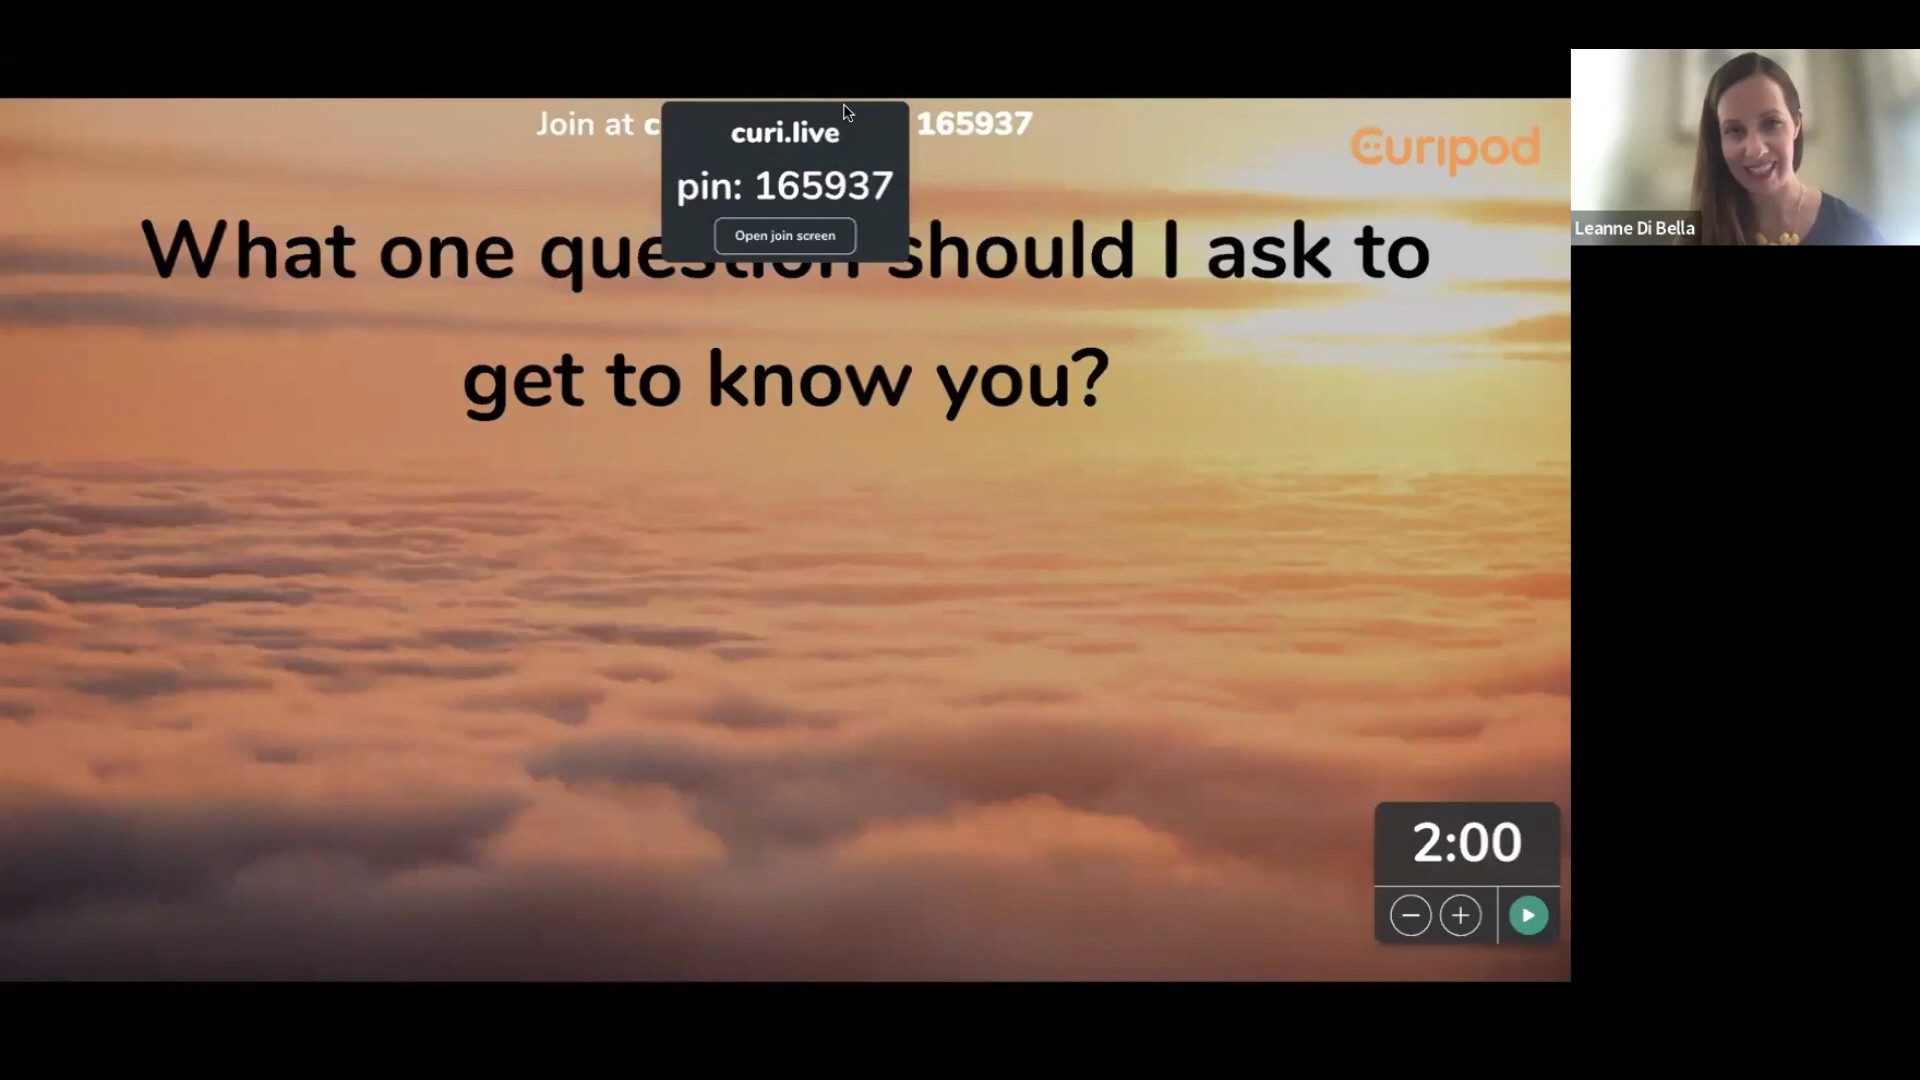 Join at c 165937
curi.live
pin: 165937
Open join screen
Curipod
What one question should I ask to
get to know you?
Leanne Di Bella
2:00